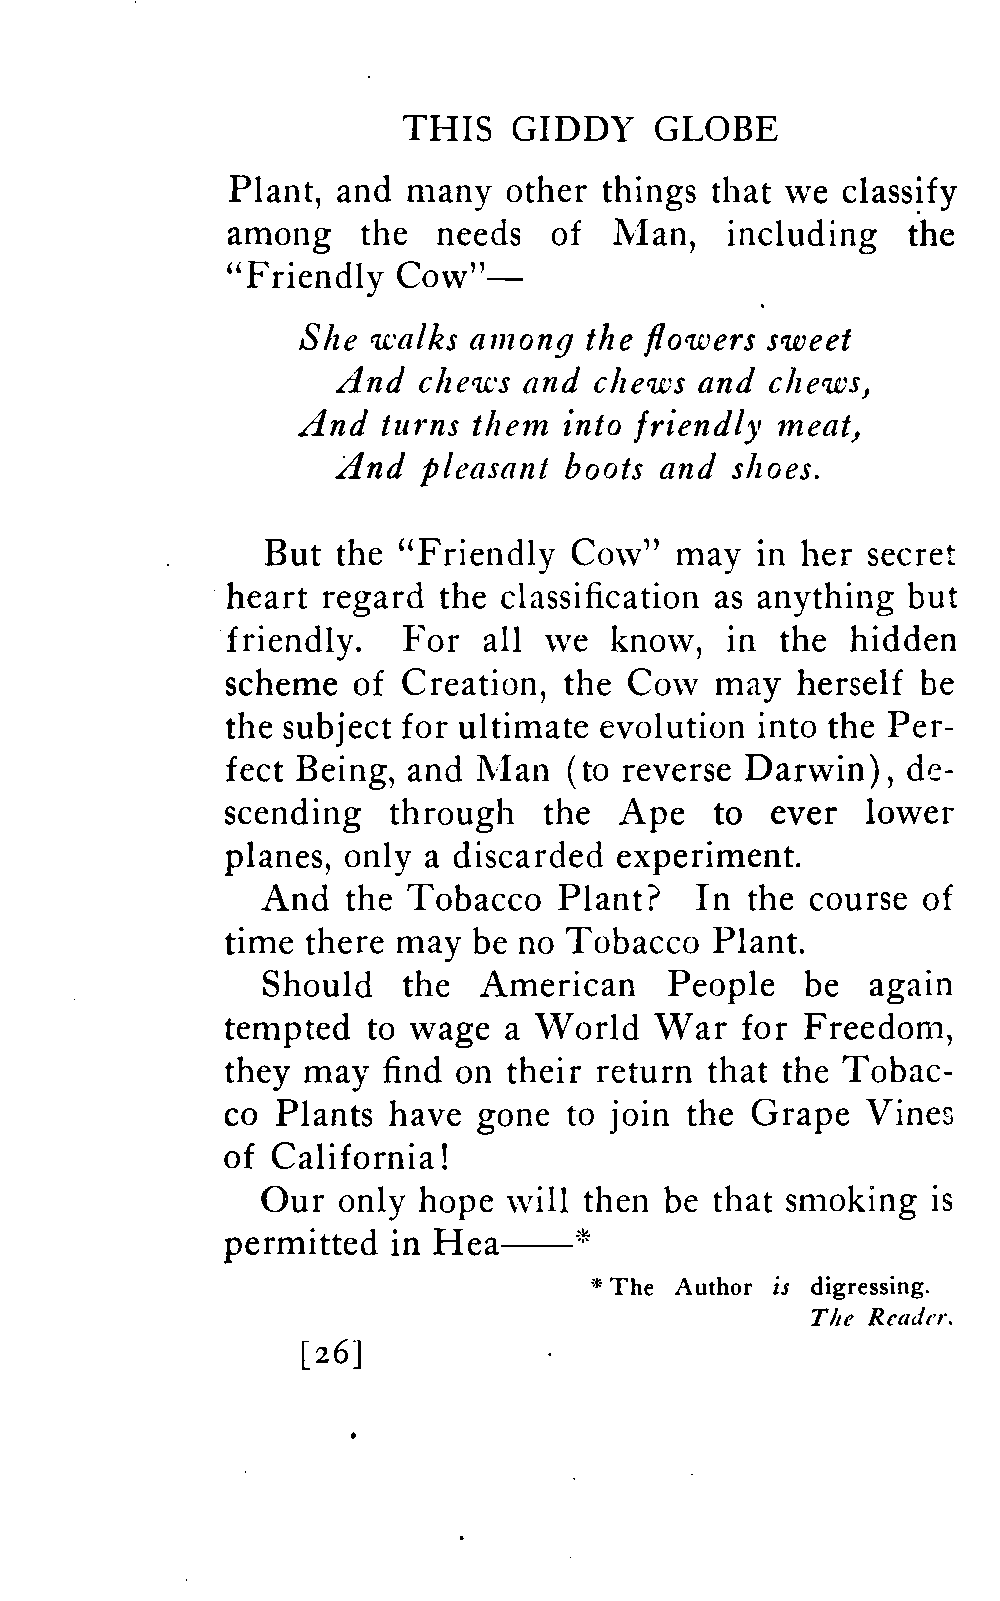 THIS GIDDY GLOBE
Plant, and many other things that we classify
among the needs of Man, including the
“Friendly Cow”—
She walks among the flowers sweet
And chews and chews and chews,
And turns them into friendly meat,
And pleasant boots and shoes.
But the “Friendly Cow” may in her secret
heart regard the classification as anything but
friendly. For all we know, in the hidden
scheme of Creation, the Cow may herself be
the subject for ultimate evolution into the Per-
fect Being, and Man (to reverse Darwin), de-
scending through the Ape to ever lower
planes, only a discarded experiment.
And the Tobacco Plant? In the course of
time there may be no Tobacco Plant.
Should the American People be again
tempted to wage a World War for Freedom,
they may find on their return that the Tobac-
co Plants have gone to join the Grape Vines
of California!
Our only hope will then be that smoking is
permitted in Hea——*
* The Author is digressing.
The Reader.
[26]